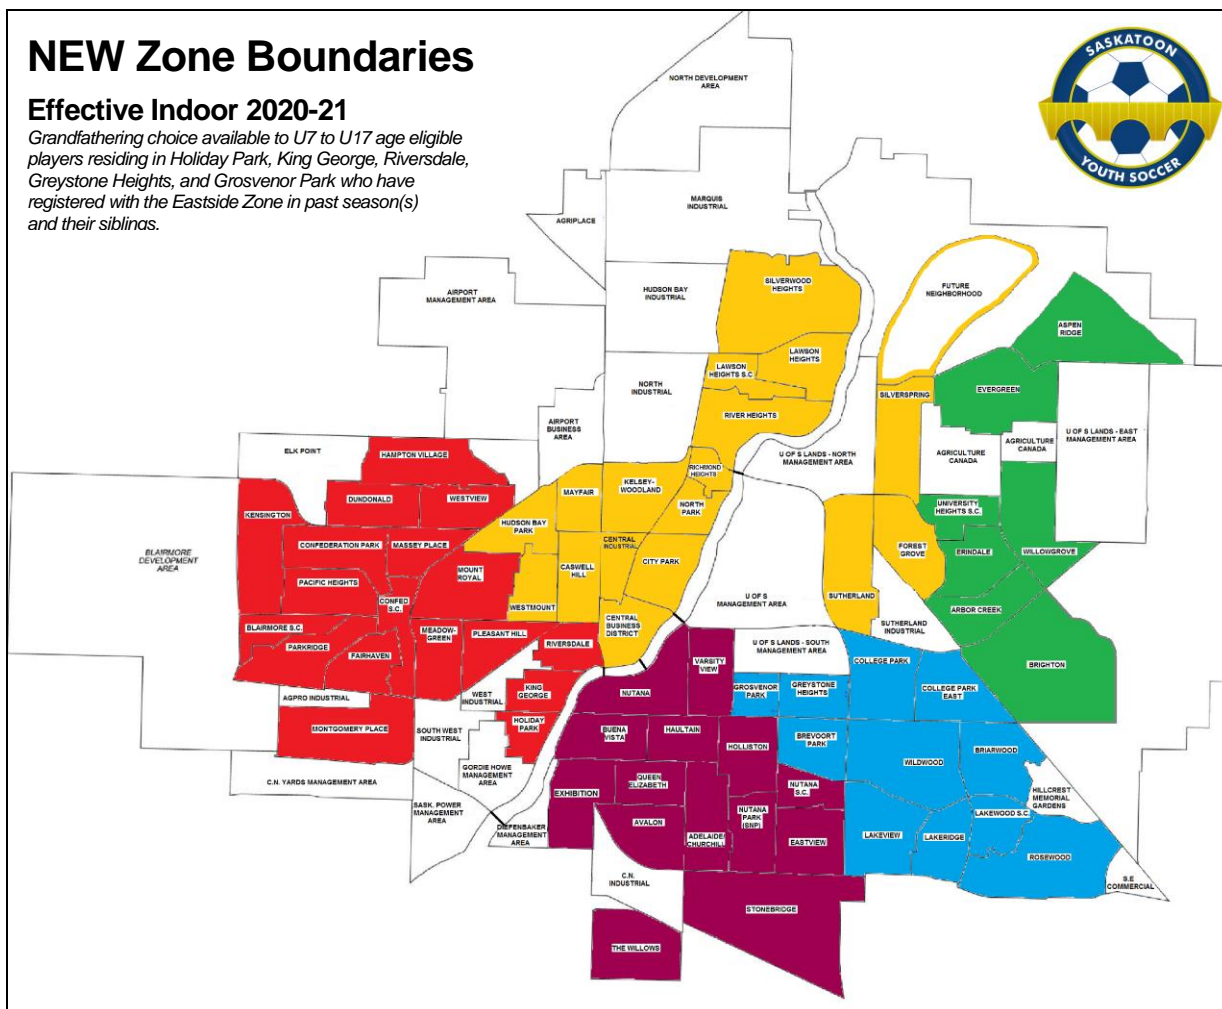 NEW Zone Boundaries
Effective Indoor 2020-21
Grandfathering choice available to U7 to U17 age eligible
players residing in Holiday Park, King George, Riversdale,
Greystone Heights, and Grosvenor Park who have
registered with the Eastside Zone in past season(s)
and their siblings.
SASKATOON
YOUTH SOCCER
NORTH DEVELOPMENT
AREA
MARQUIS
INDUSTRIAL
AGRIPLACE
AIRPORT
MANAGEMENT AREA
HUDSON BAY
INDUSTRIAL
SILVERWOOD
HEIGHTS
FUTURE
NEIGHBORHOOD
ASPEN
RIDGE
LAWSON
HEIGHTS
LAWSON
HEIGHTS S.C
NORTH
INDUSTRIAL
EVERGREEN
SILVERSPRING
RIVER HEIGHTS
AIRPORT
BUSINESS
AREA
U OF S LANDS - EAST
MANAGEMENT AREA
AGRICULTURE
CANADA
ELK POINT
HAMPTON VILLAGE
U OF S LANDS - NORTH
MANAGEMENT AREA
AGRICULTURE
CANADA
RICHMOND
HEIGHTS
KELSEY-
WOODLAND
MAYFAIR
DUNDONALD
WESTVIEW
NORTH
PARK
UNIVERSITY
HEIGHTS S.C.
KENSINGTON
HUDSON BAY
PARK
CENTRAL
INDUSTRIAL
CONFEDERATION PARK
MASSEY PLACE
FOREST
GROVE
ERINDALE
WILLOWGROVE
BLAIRMORE
DEVELOPMENT
AREA
CITY PARK
CASWELL
HILL
MOUNT
ROYAL
PACIFIC HEIGHTS
U OF S
MANAGEMENT AREA
SUTHERLAND
CONFED
S.C.
WESTMOUNT
ARBOR CREEK
CENTRAL
BUSINESS
DISTRICT
SUTHERLAND
INDUSTRIAL
BLAIRMORE S.C.
MEADOW-
GREEN
PLEASANT HILL
RIVERSDALE
PARKRIDGE
FAIRHAVEN
U OF S LANDS - SOUTH
MANAGEMENT AREA
COLLEGE PARK
BRIGHTON
VARSITY
VIEW
AGPRO INDUSTRIAL
WEST
INDUSTRIAL
KING
GEORGE
NUTANA
GROSVENOR
PARK
GREYSTONE
HEIGHTS
COLLEGE PARK
EAST
MONTGOMERY PLACE
SOUTH WEST
INDUSTRIAL
HOLIDAY
PARK
BUENA
VISTA
HAULTAIN
HOLLISTON
BREVOORT
PARK
BRIARWOOD
WILDWOOD
GORDIE HOWE
MANAGEMENT
AREA
C.N. YARDS MANAGEMENT AREA
EXHIBITION
QUEEN
ELIZABETH
NUTANA
S.C.
HILLCREST
MEMORIAL
GARDENS
SASK. POWER
MANAGEMENT
AREA
NUTANA
PARK
(BNP)
LAKEWOOD S.C
AVALON
DIEFENBAKER
MANAGEMENT
AREA
ADELAIDE/
CHURCHILL
EASTVIEW
LAKEVIEW
LAKERIDGE
ROSEWOOD
C.N.
INDUSTRIAL
S.E
COMMERCIAL
STONEBRIDGE
THE WILLOWS